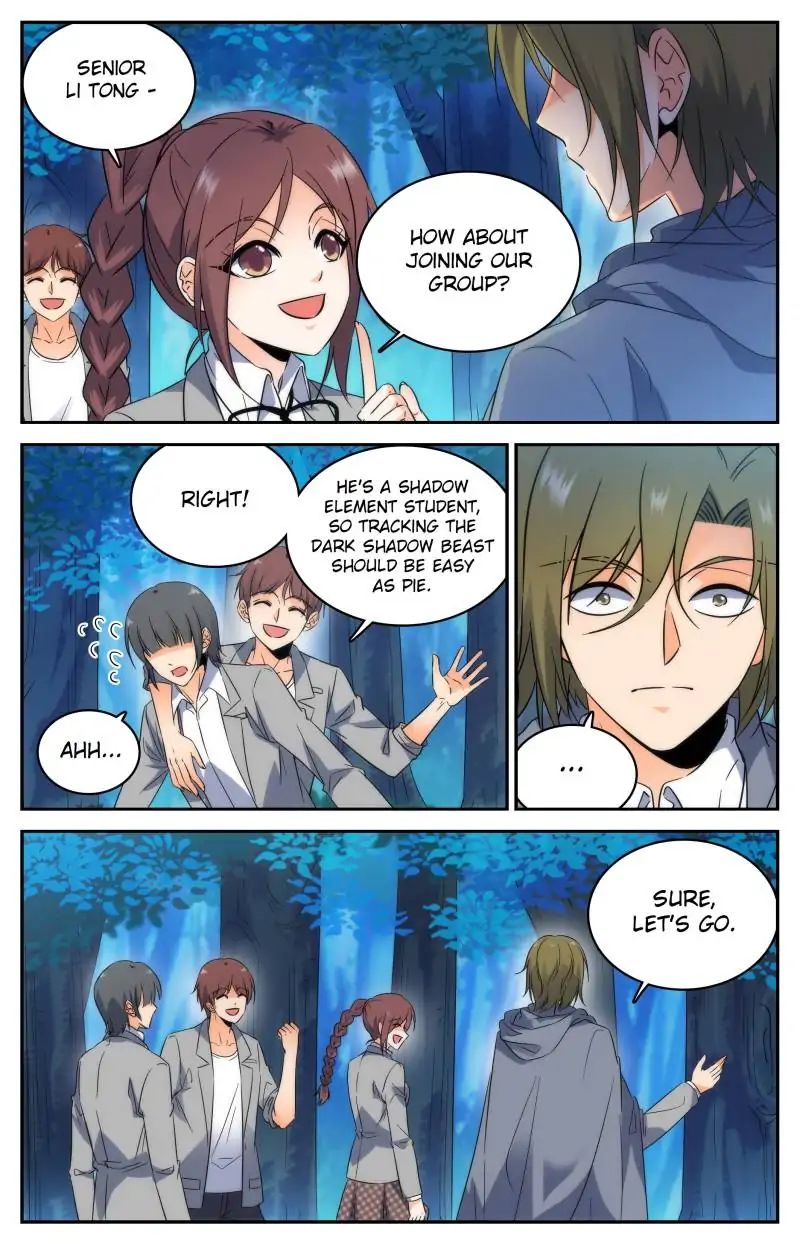 SENIOR
LI TONG -
HOW ABOUT
JOINING OUR
GROUP?
RIGHT!
HE'S A SHADOW
ELEMENT STUDENT,
SO TRACKING THE
DARK SHADOW BEAST
SHOULD BE EASY
AS PIE.
AHH...
...
SURE,
LET'S GO.